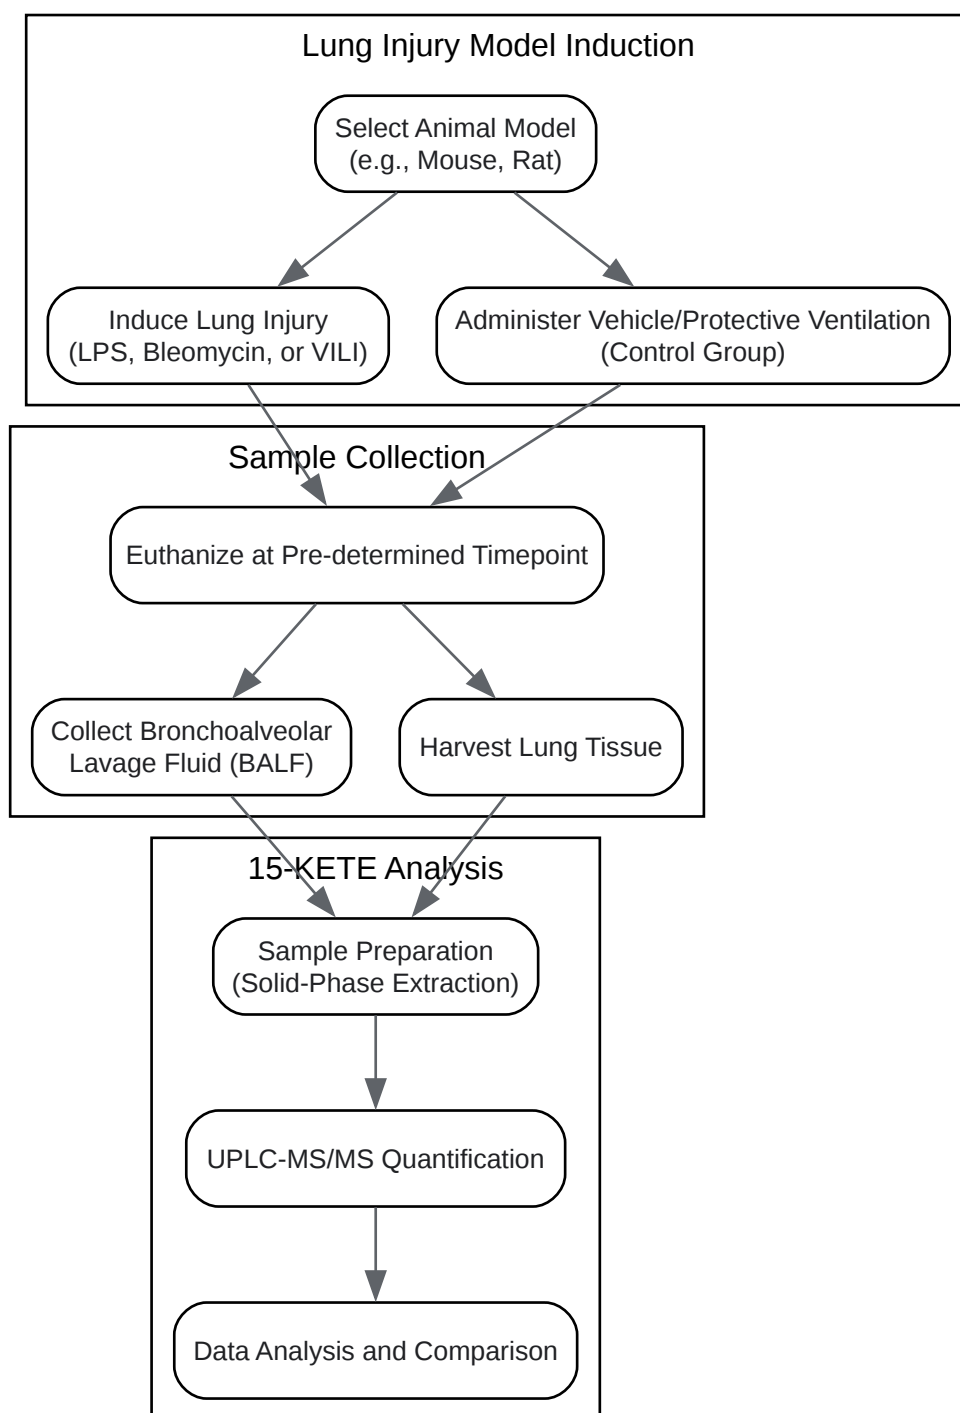 Lung Injury Model Induction
Select Animal Model
(e.g., Mouse, Rat)
Induce Lung Injury
(LPS, Bleomycin, or VILI)
Administer Vehicle/Protective Ventilation
(Control Group)
Sample Collection
Euthanize at Pre-determined Timepoint
Collect Bronchoalveolar
Lavage Fluid (BALF)
Harvest Lung Tissue
15-KETE Analysis
Sample Preparation
(Solid-Phase Extraction)
UPLC-MS/MS Quantification
Data Analysis and Comparison